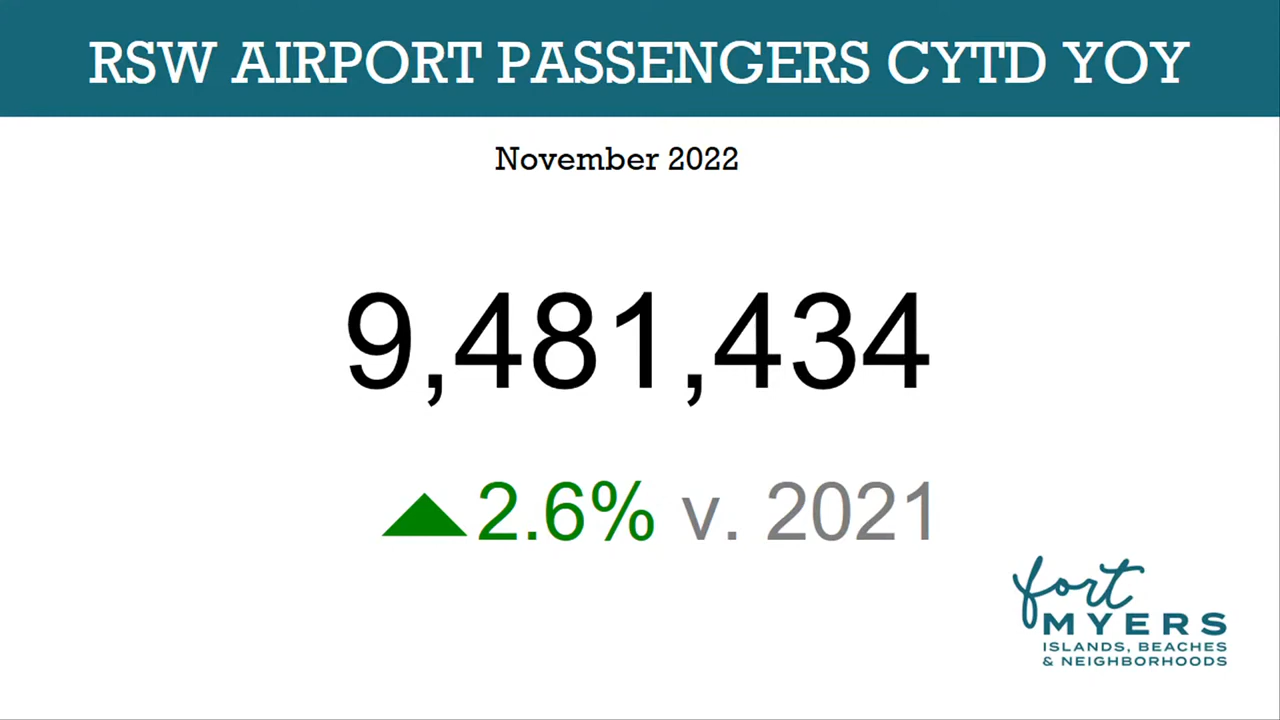 RSW AIRPORT PASSENGERS CYTD YOY
November 2022
9,481,434
2.6% v. 2021
fort
MYERS
ISLANDS, BEACHES
& NEIGHBORHOODS